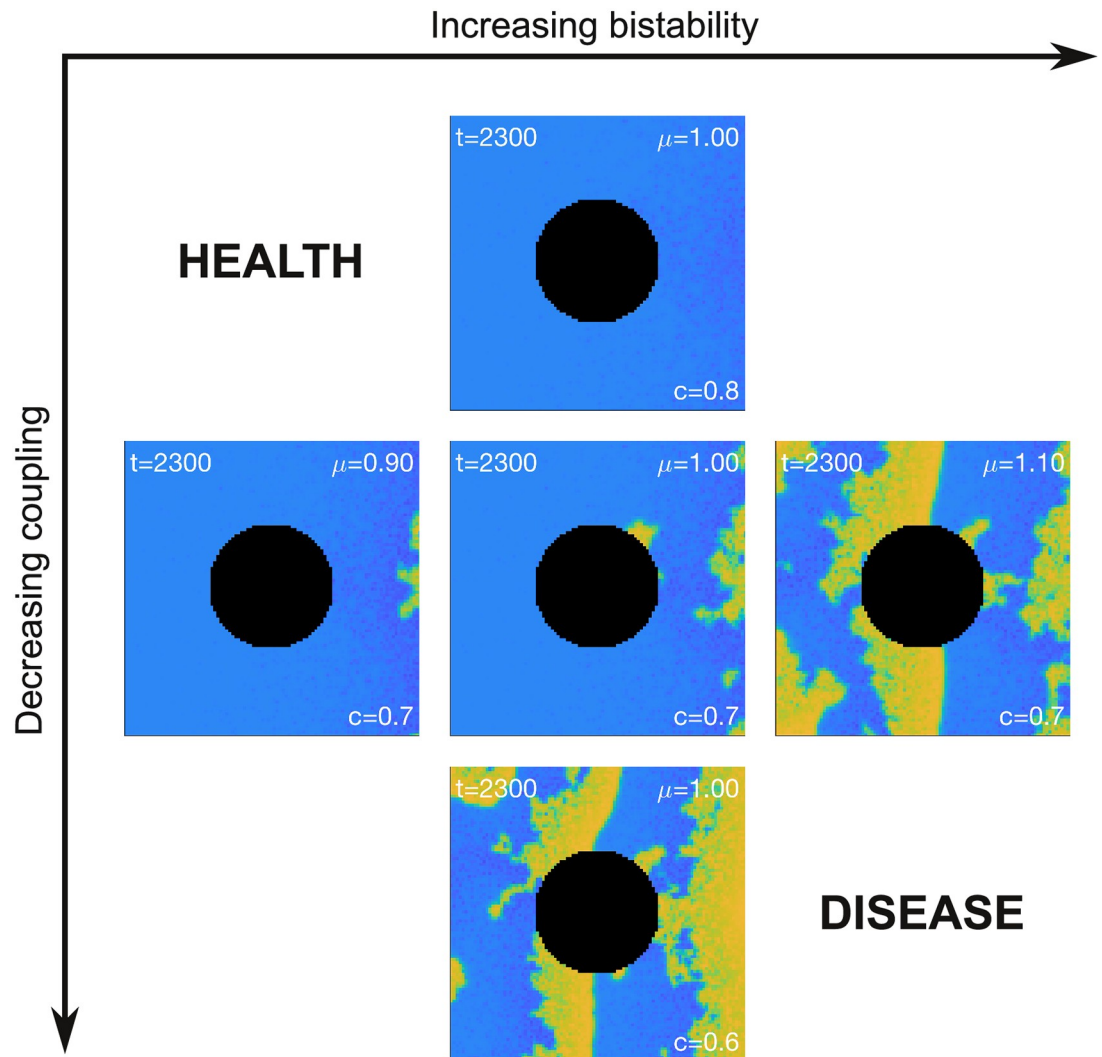 Increasing bistability
Decreasing coupling
t=2300 μ=1.00
c=0.8
HEALTH
t=2300 μ=0.90
c=0.7
t=2300 μ=1.00
c=0.7
t=2300 μ=1.10
c=0.7
t=2300 μ=1.00
c=0.6
DISEASE